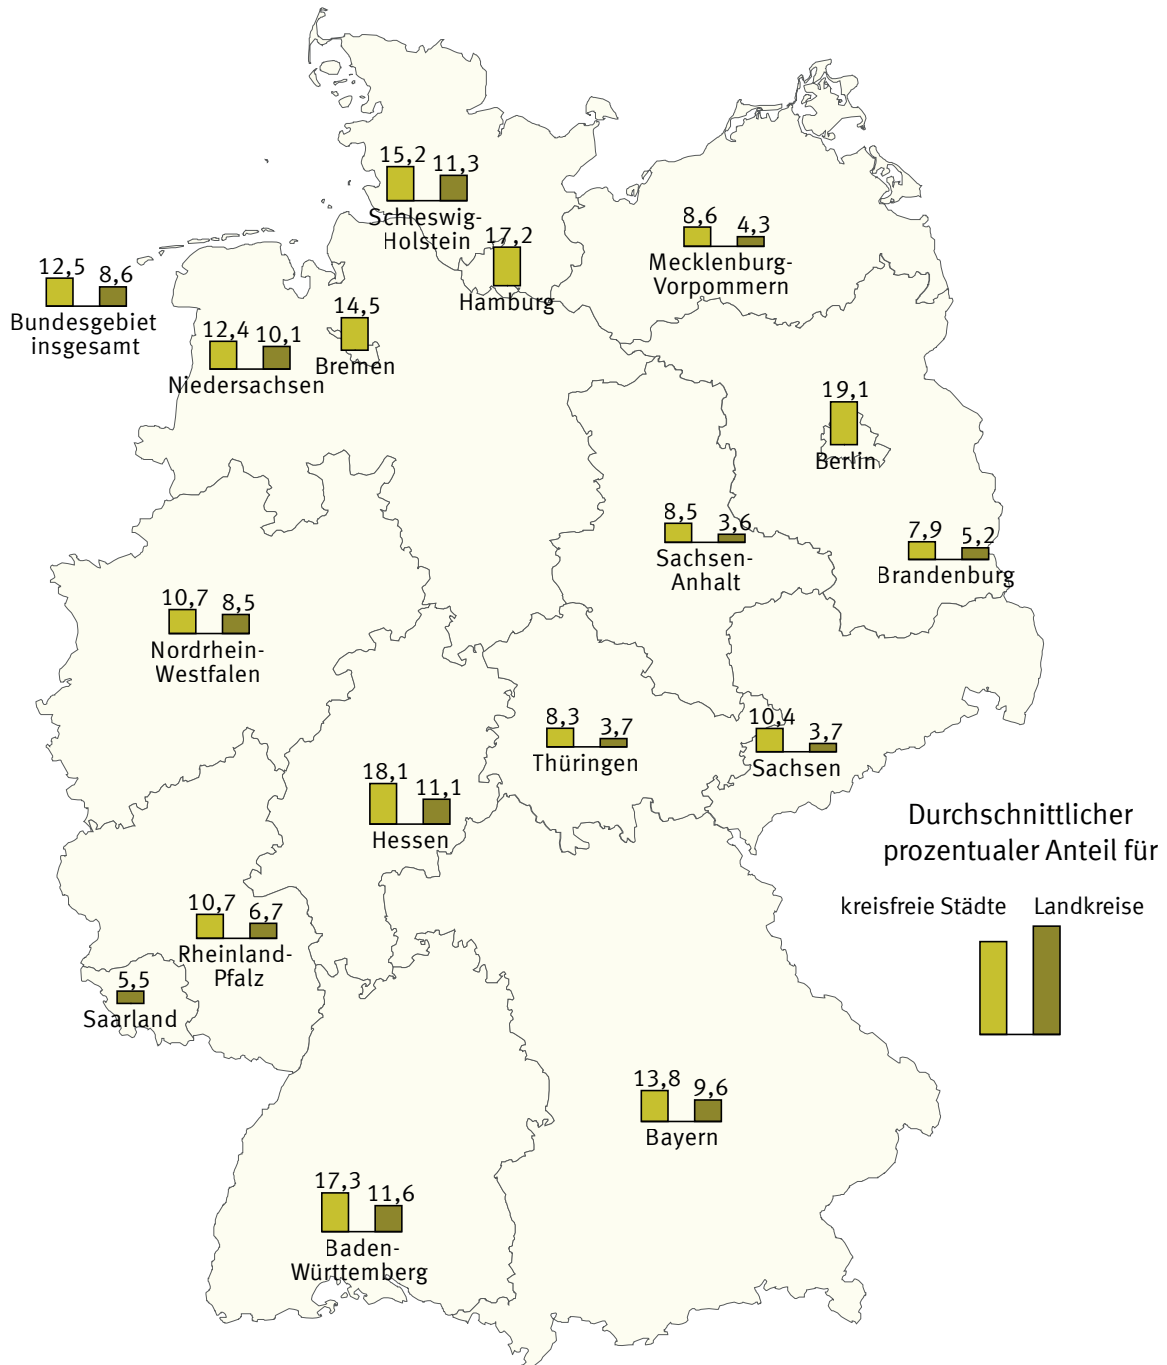 15,2 11,3
Schleswig-
Holstein
17,2
Hamburg
8,6 4,3
Mecklenburg-
Vorpommern
12,5 8,6
Bundesgebiet
insgesamt
12,4 10,1
Niedersachsen
14,5
Bremen
19,1
Berlin
8,5 3,6
Sachsen-
Anhalt
7,9 5,2
Brandenburg
10,7 8,5
Nordrhein-
Westfalen
8,3 3,7
Thüringen
10,4 3,7
Sachsen
18,1 11,1
Hessen
Durchschnittlicher
prozentualer Anteil für
kreisfreie Städte Landkreise
10,7 6,7
Rheinland-
Pfalz
5,5
Saarland
13,8 9,6
Bayern
17,3 11,6
Baden-
Württemberg